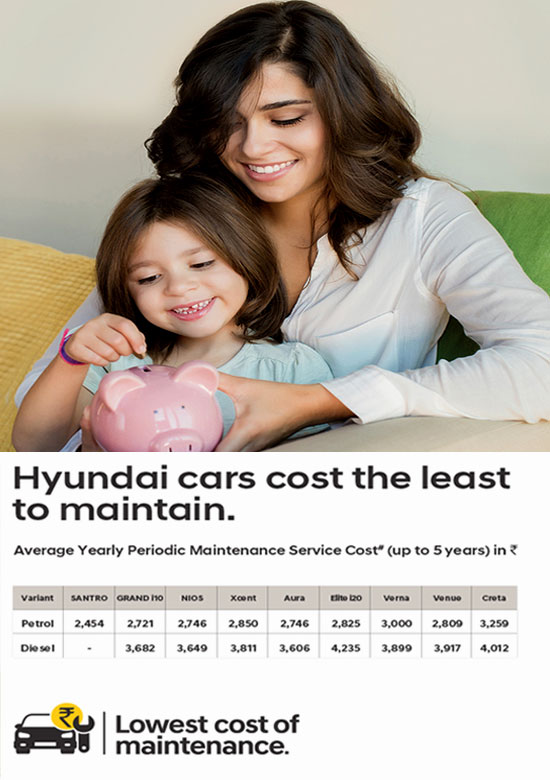 Hyundai cars cost the least
to maintain.
Average Yearly Periodic Maintenance Service Cost# (up to 5 years) in ₹
Variant SANTRO GRAND i10 NIOS Xcent Aura Elite i20 Verna Venue Creta
Petrol 2,454 2,721 2,746 2,850 2,746 2,825 3,000 2,809 3,259
Diesel - 3,682 3,649 3,811 3,606 4,235 3,899 3,917 4,012
₹
Lowest cost of
maintenance.